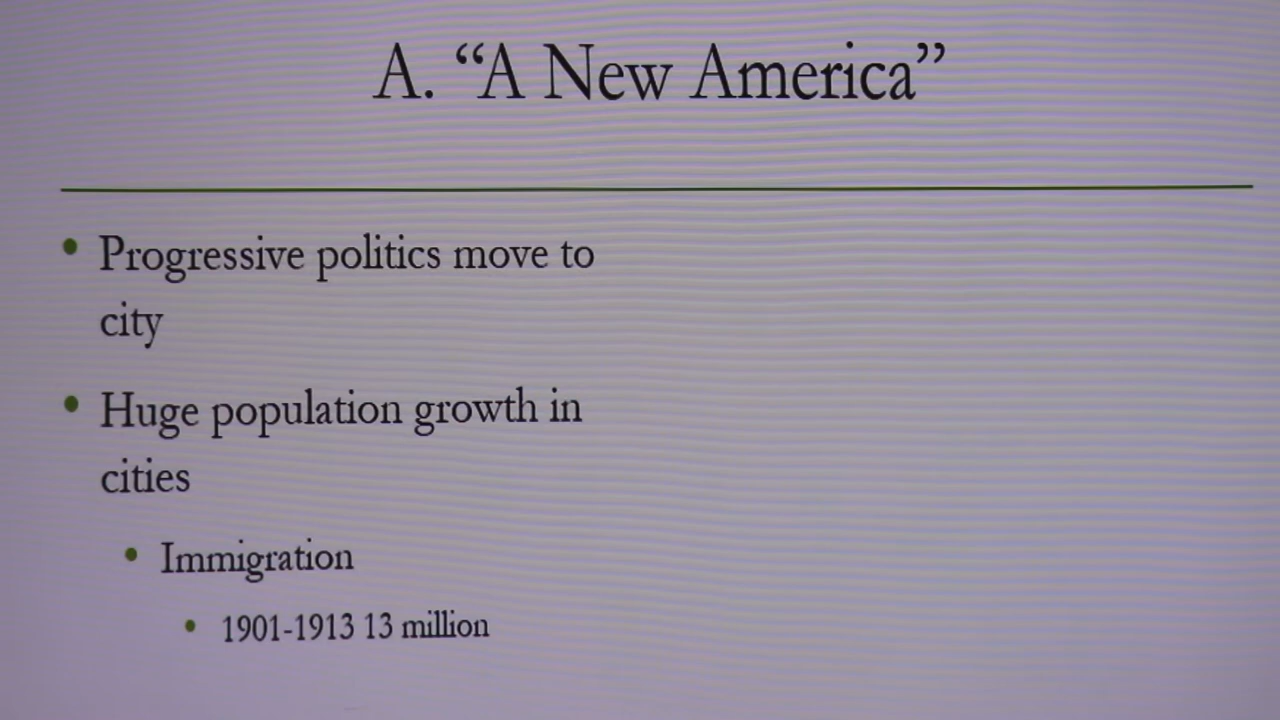 A. “A New America”
• Progressive politics move to
city
• Huge population growth in
cities
• Immigration
• 1901-1913 13 million